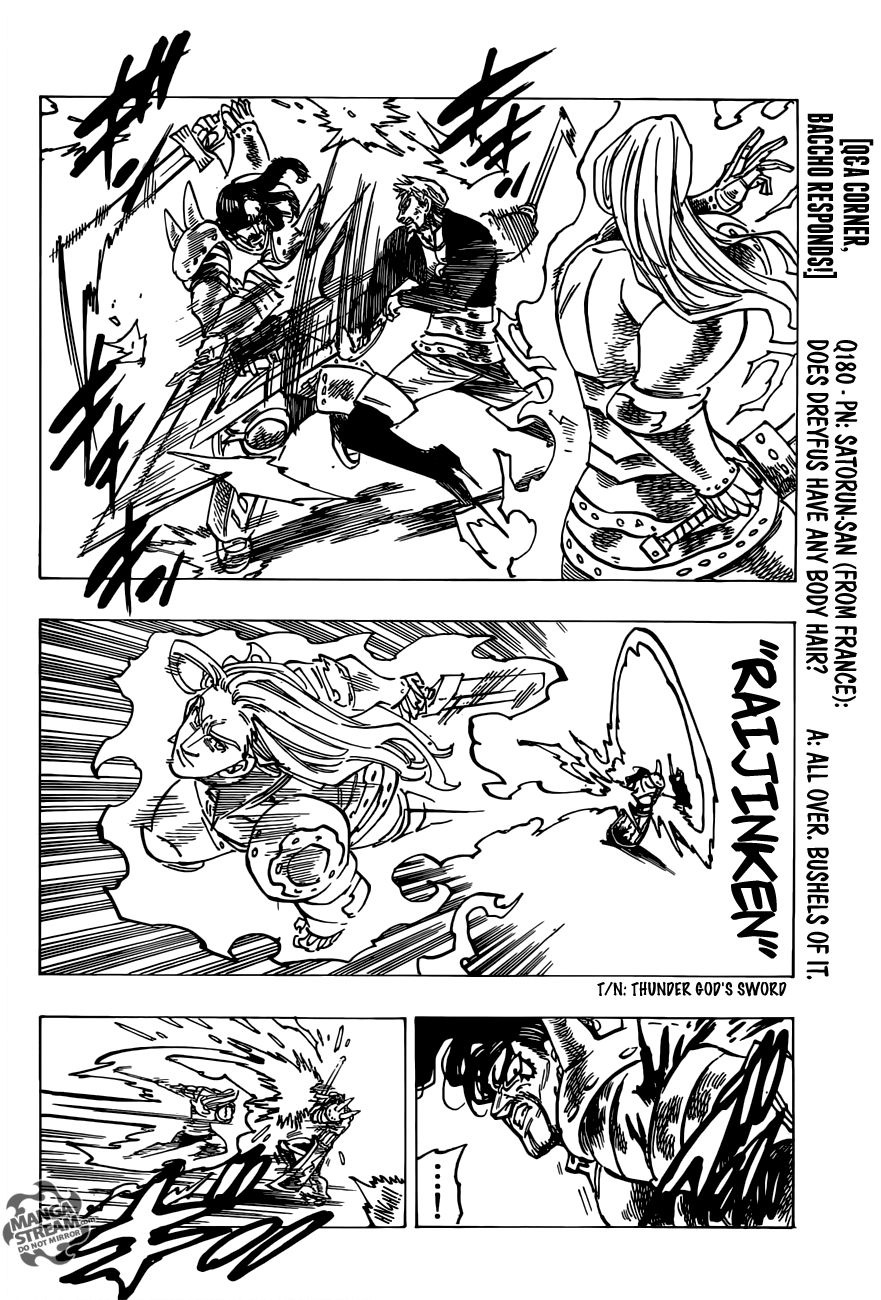 [Q&A CORNER,
BACCHO RESPONDS!]
Q180 - PN: SATORUN-SAN (FROM FRANCE):
DOES DREYFUS HAVE ANY BODY HAIR?
A: ALL OVER. BUSHELS OF IT.
"RAIJINKEN"
T/N: THUNDER GOD'S SWORD
...!
MANGA
STREAM.com
DO NOT MIRROR